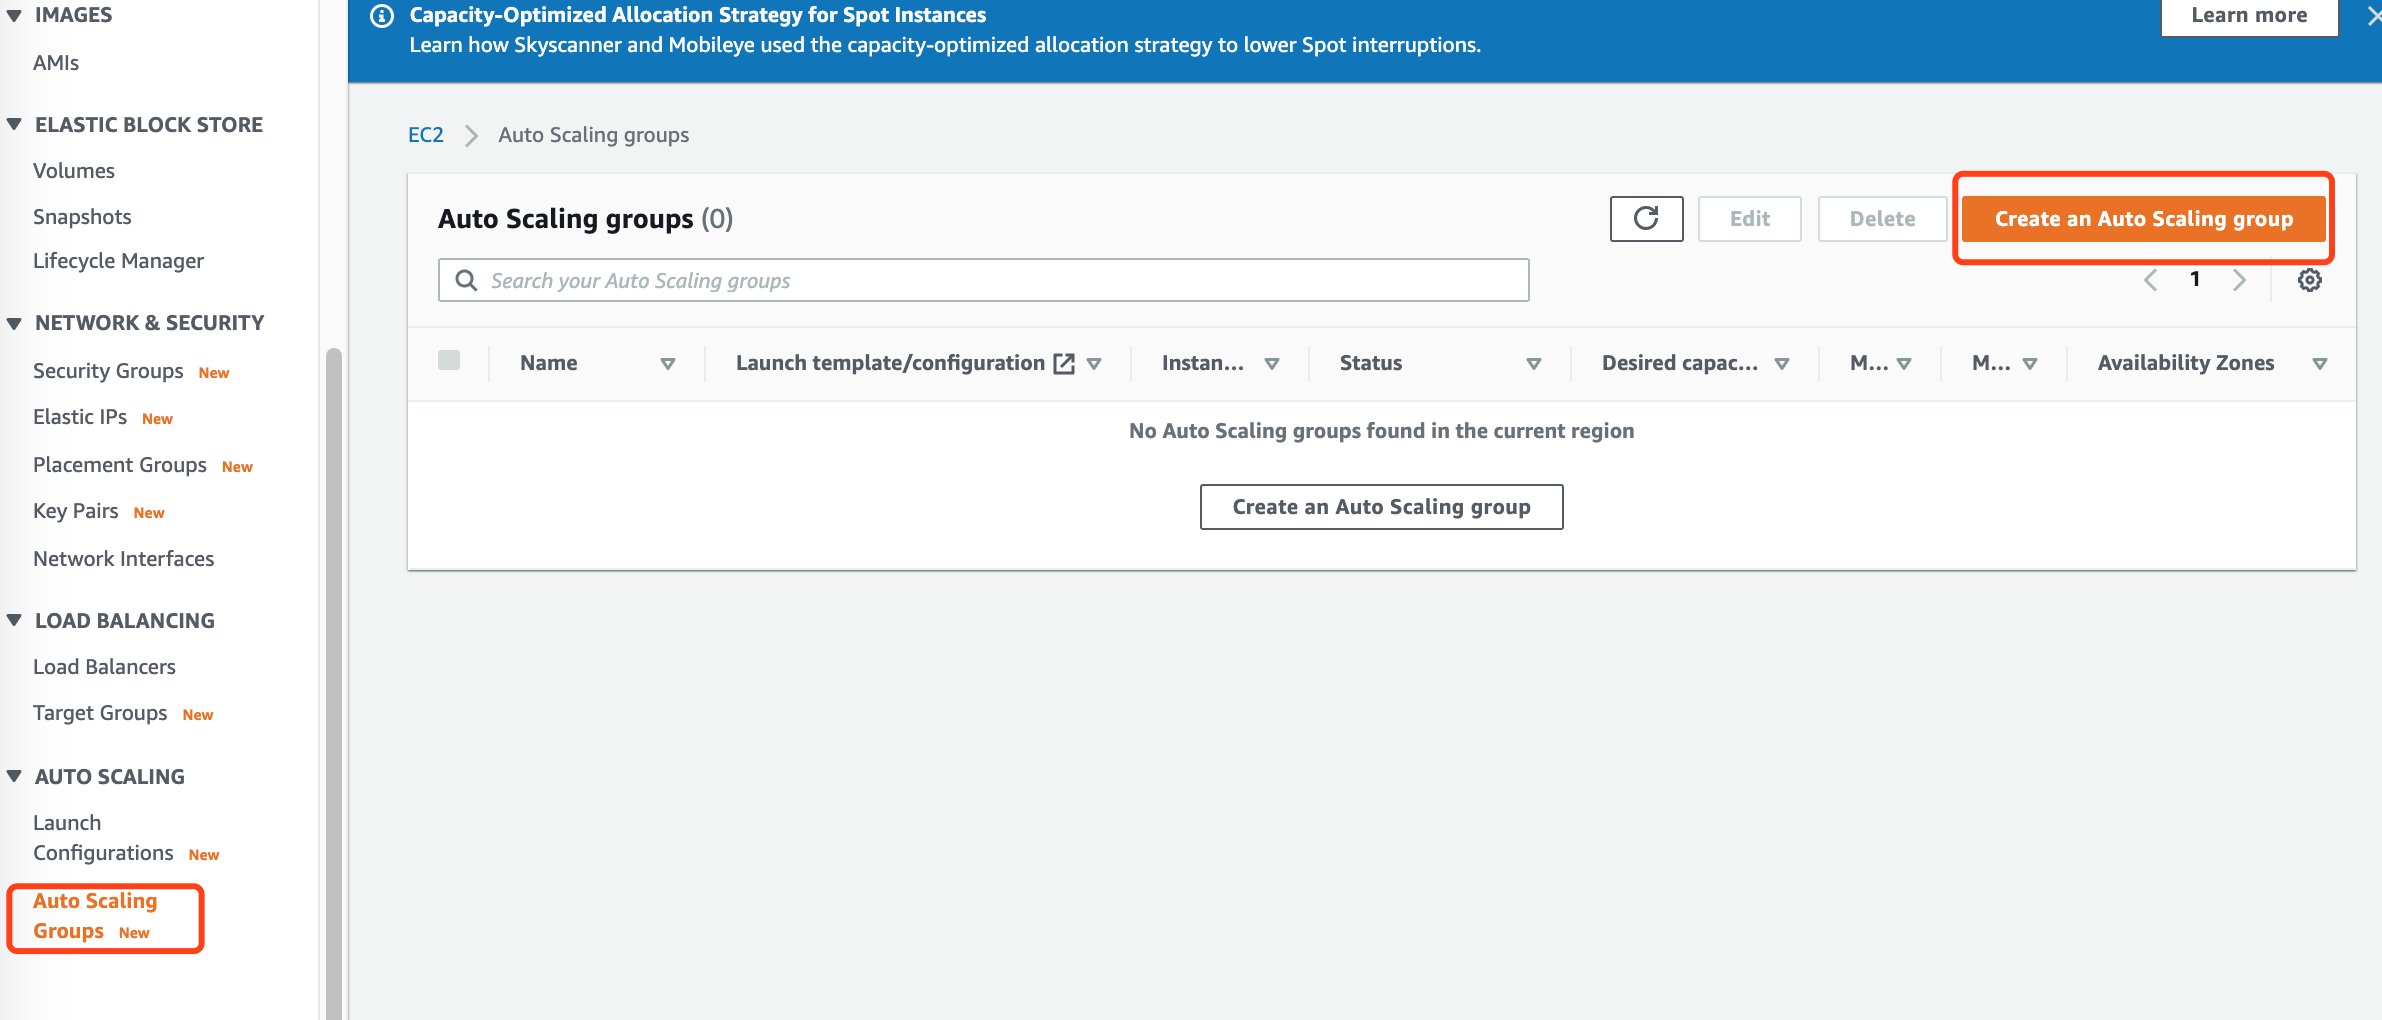 IMAGES
AMIs
ELASTIC BLOCK STORE
Volumes
Snapshots
Lifecycle Manager
NETWORK & SECURITY
Security Groups New
Elastic IPs New
Placement Groups New
Key Pairs New
Network Interfaces
LOAD BALANCING
Load Balancers
Target Groups New
AUTO SCALING
Launch
Configurations New
Auto Scaling
Groups New
Capacity-Optimized Allocation Strategy for Spot Instances
Learn how Skyscanner and Mobileye used the capacity-optimized allocation strategy to lower Spot interruptions.
Learn more
EC2 Auto Scaling groups
Auto Scaling groups (0)
Edit
Delete
Create an Auto Scaling group
Search your Auto Scaling groups
1
Name Launch template/configuration Instan... Status Desired capac... M... M... Availability Zones
No Auto Scaling groups found in the current region
Create an Auto Scaling group